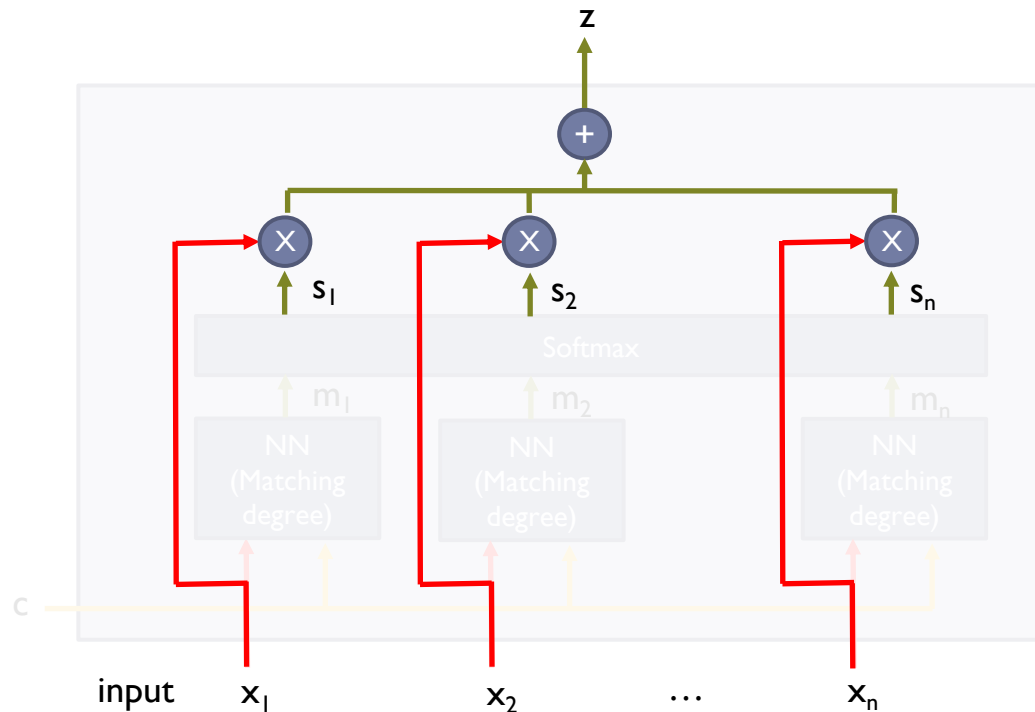 z
+
X X X
s₁ s₂ sₙ
Softmax
m₁ m₂ mₙ
NN
(Matching
degree)
NN
(Matching
degree)
NN
(Matching
degree)
c
input x₁ x₂ ... xₙ